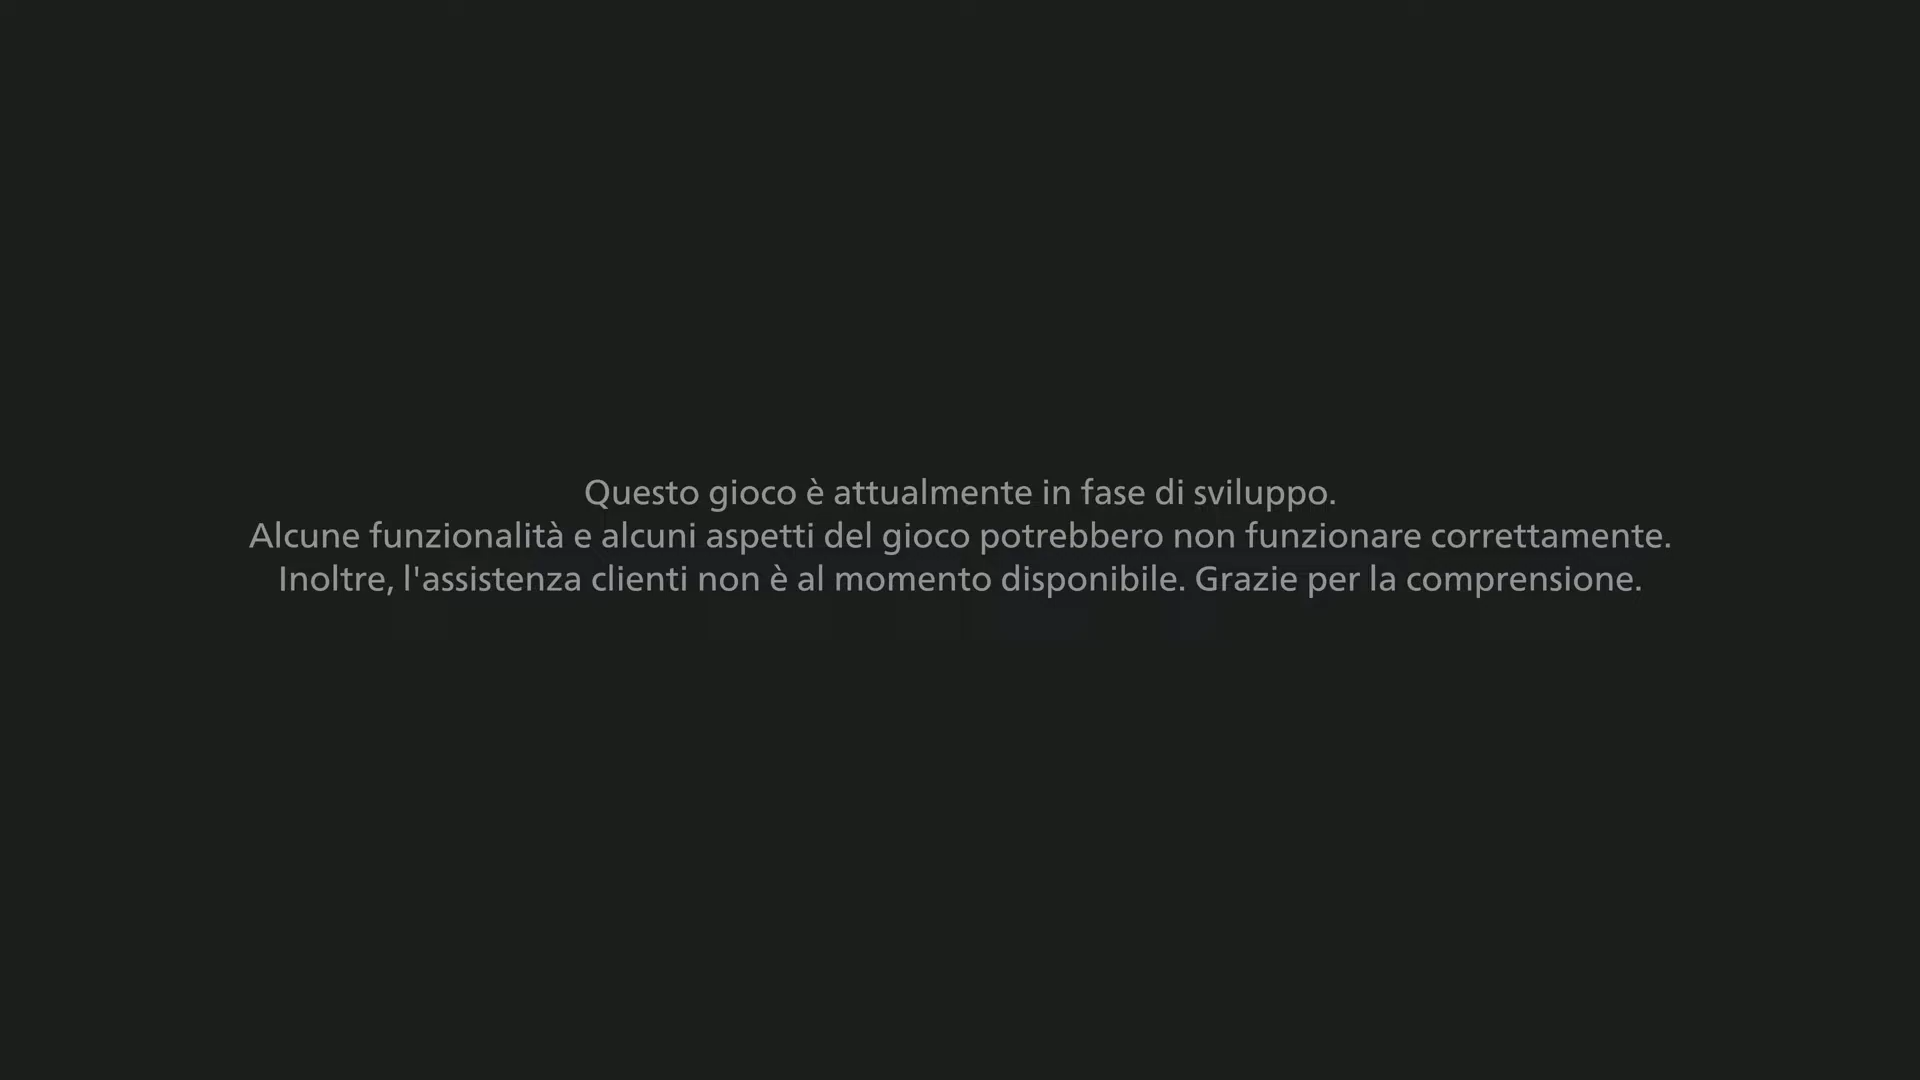 Questo gioco è attualmente in fase di sviluppo.
Alcune funzionalità e alcuni aspetti del gioco potrebbero non funzionare correttamente.
Inoltre, l'assistenza clienti non è al momento disponibile. Grazie per la comprensione.